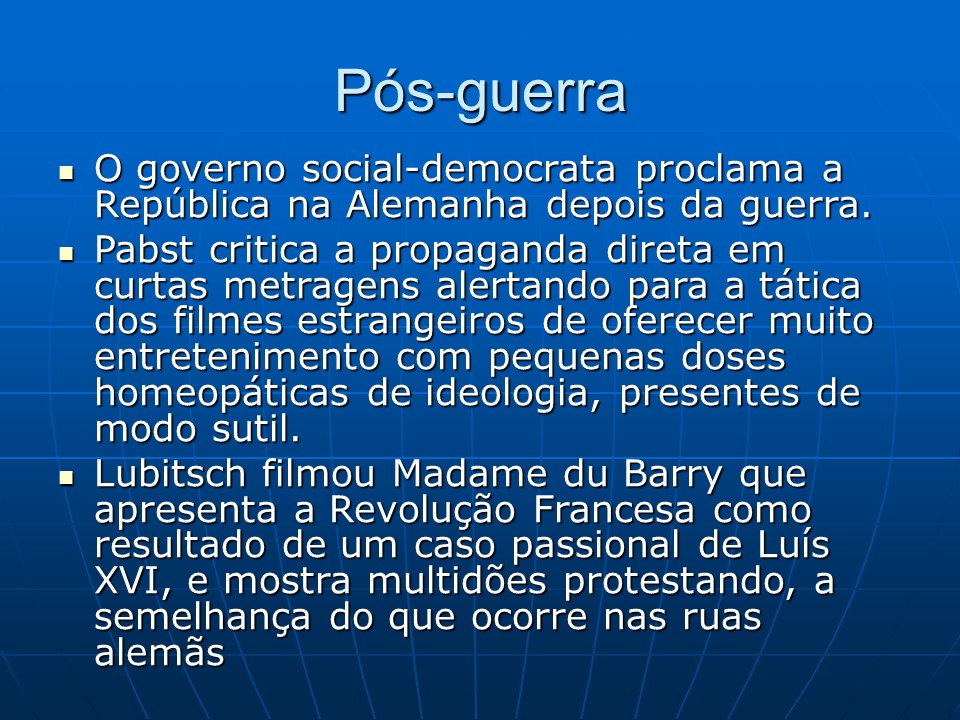 Pós-guerra
O governo social-democrata proclama a
República na Alemanha depois da guerra.
Pabst critica a propaganda direta em
curtas metragens alertando para a tática
dos filmes estrangeiros de oferecer muito
entretenimento com pequenas doses
homeopáticas de ideologia, presentes de
modo sutil.
Lubitsch filmou Madame du Barry que
apresenta a Revolução Francesa como
resultado de um caso passional de Luís
XVI, e mostra multidões protestando, a
semelhança do que ocorre nas ruas
alemãs